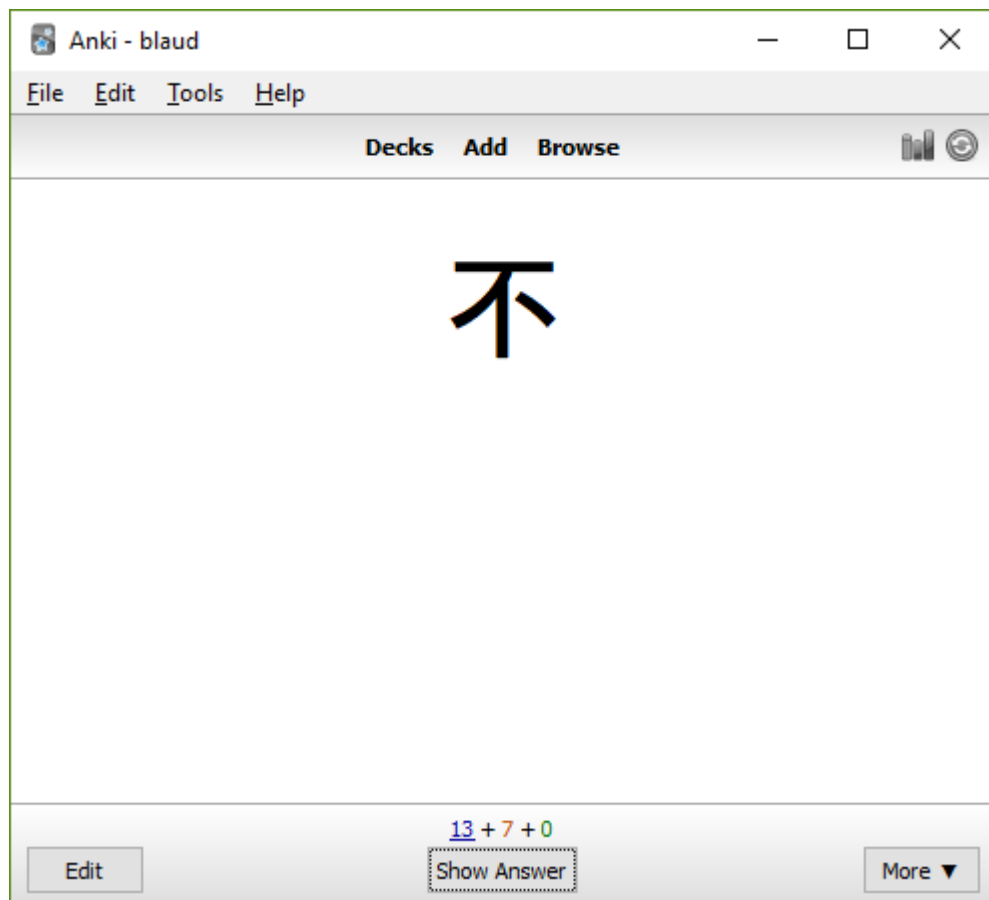 Anki - blaud
File Edit Tools Help
Decks Add Browse
不
13 + 7 + 0
Edit Show Answer More ▼